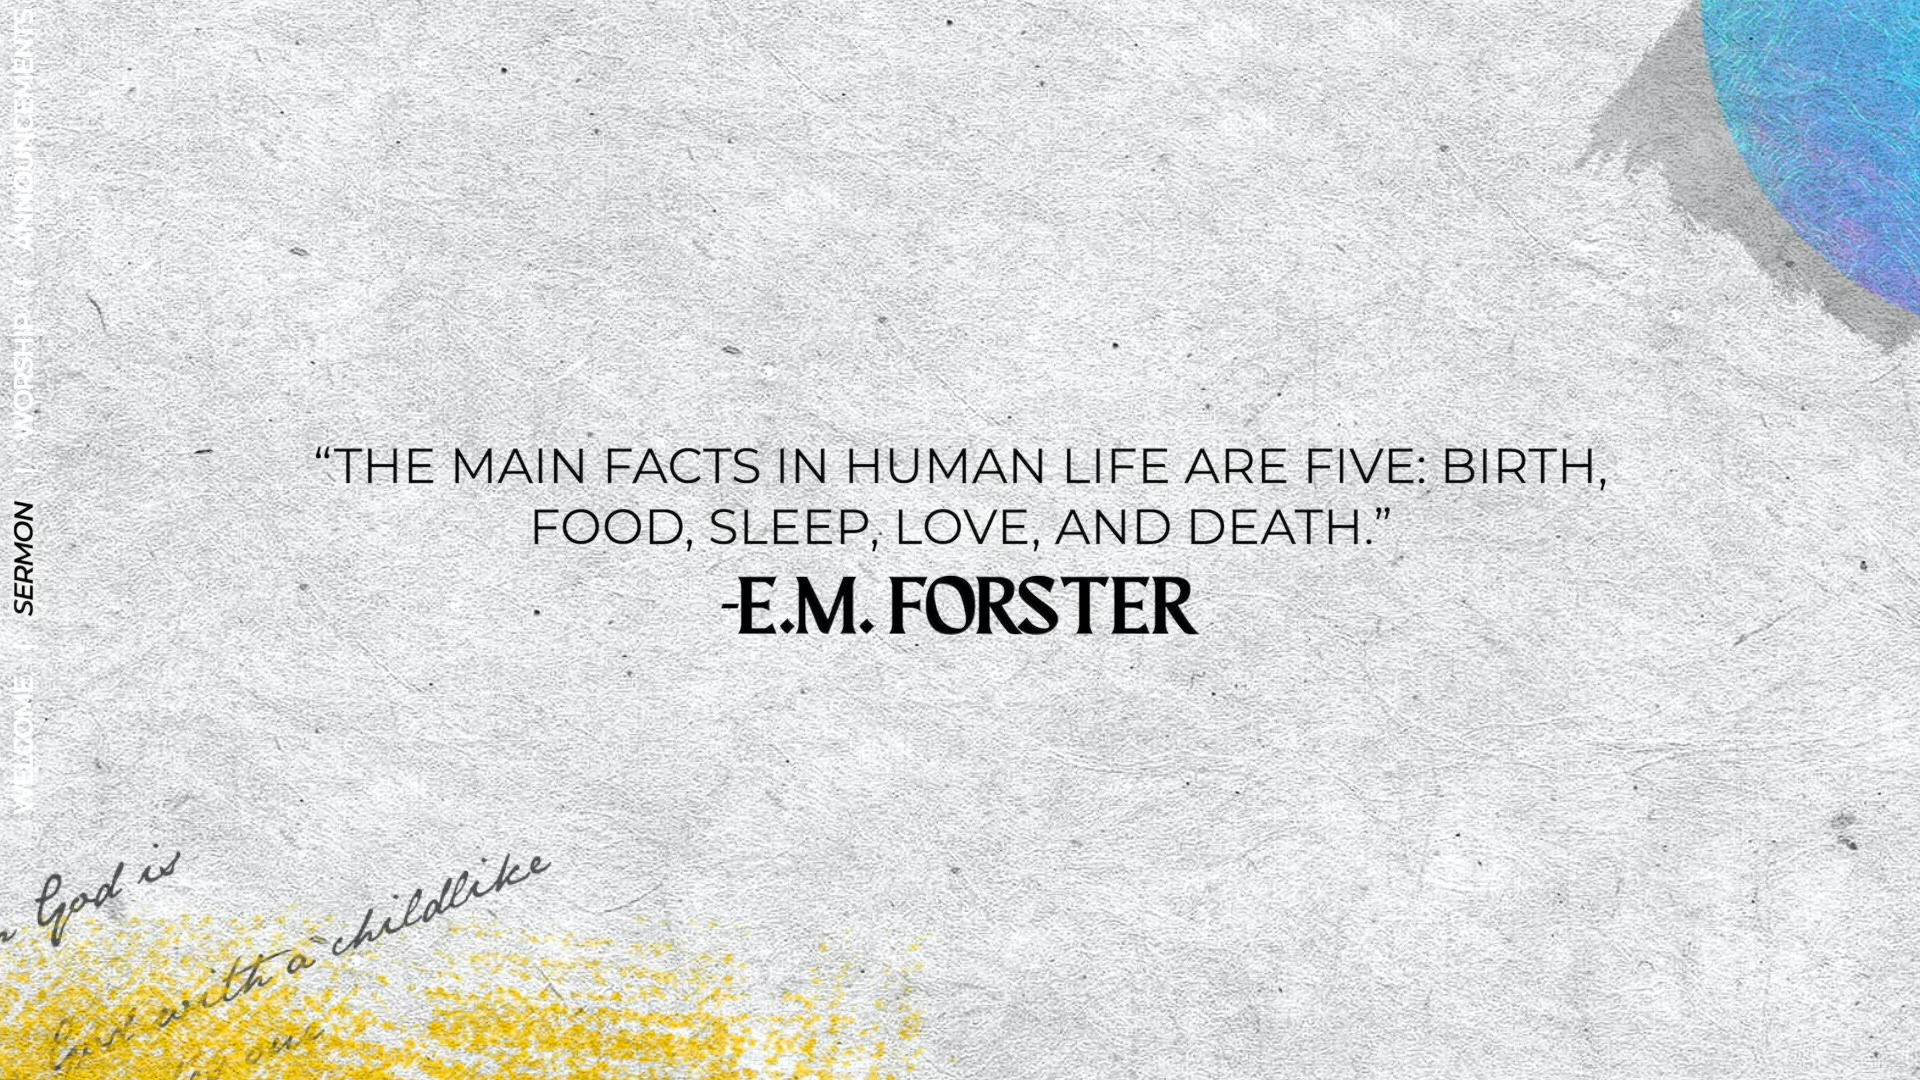 “THE MAIN FACTS IN HUMAN LIFE ARE FIVE: BIRTH,
FOOD, SLEEP, LOVE, AND DEATH.”
-E.M. FORSTER
WELCOME | SERMON | WORSHIP | ANNOUNCEMENTS
God is
with a childlike
our